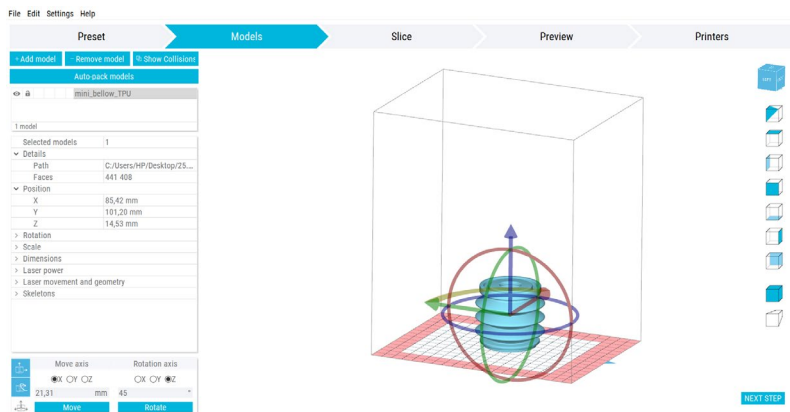 File Edit Settings Help
Preset Models Slice Preview Printers
+ Add model - Remove model Show Collisions
Auto-pack models
mini_bellow_TPU
1 model
Selected models 1
Details
Path C:/Users/HP/Desktop/25....
Faces 441 408
Position
X 85,42 mm
Y 101,20 mm
Z 14,53 mm
Rotation
Scale
Dimensions
Laser power
Laser movement and geometry
Skeletons
Move axis Rotation axis
X Y Z X Y Z
21,31 mm 45 °
Move Rotate
NEXT STEP